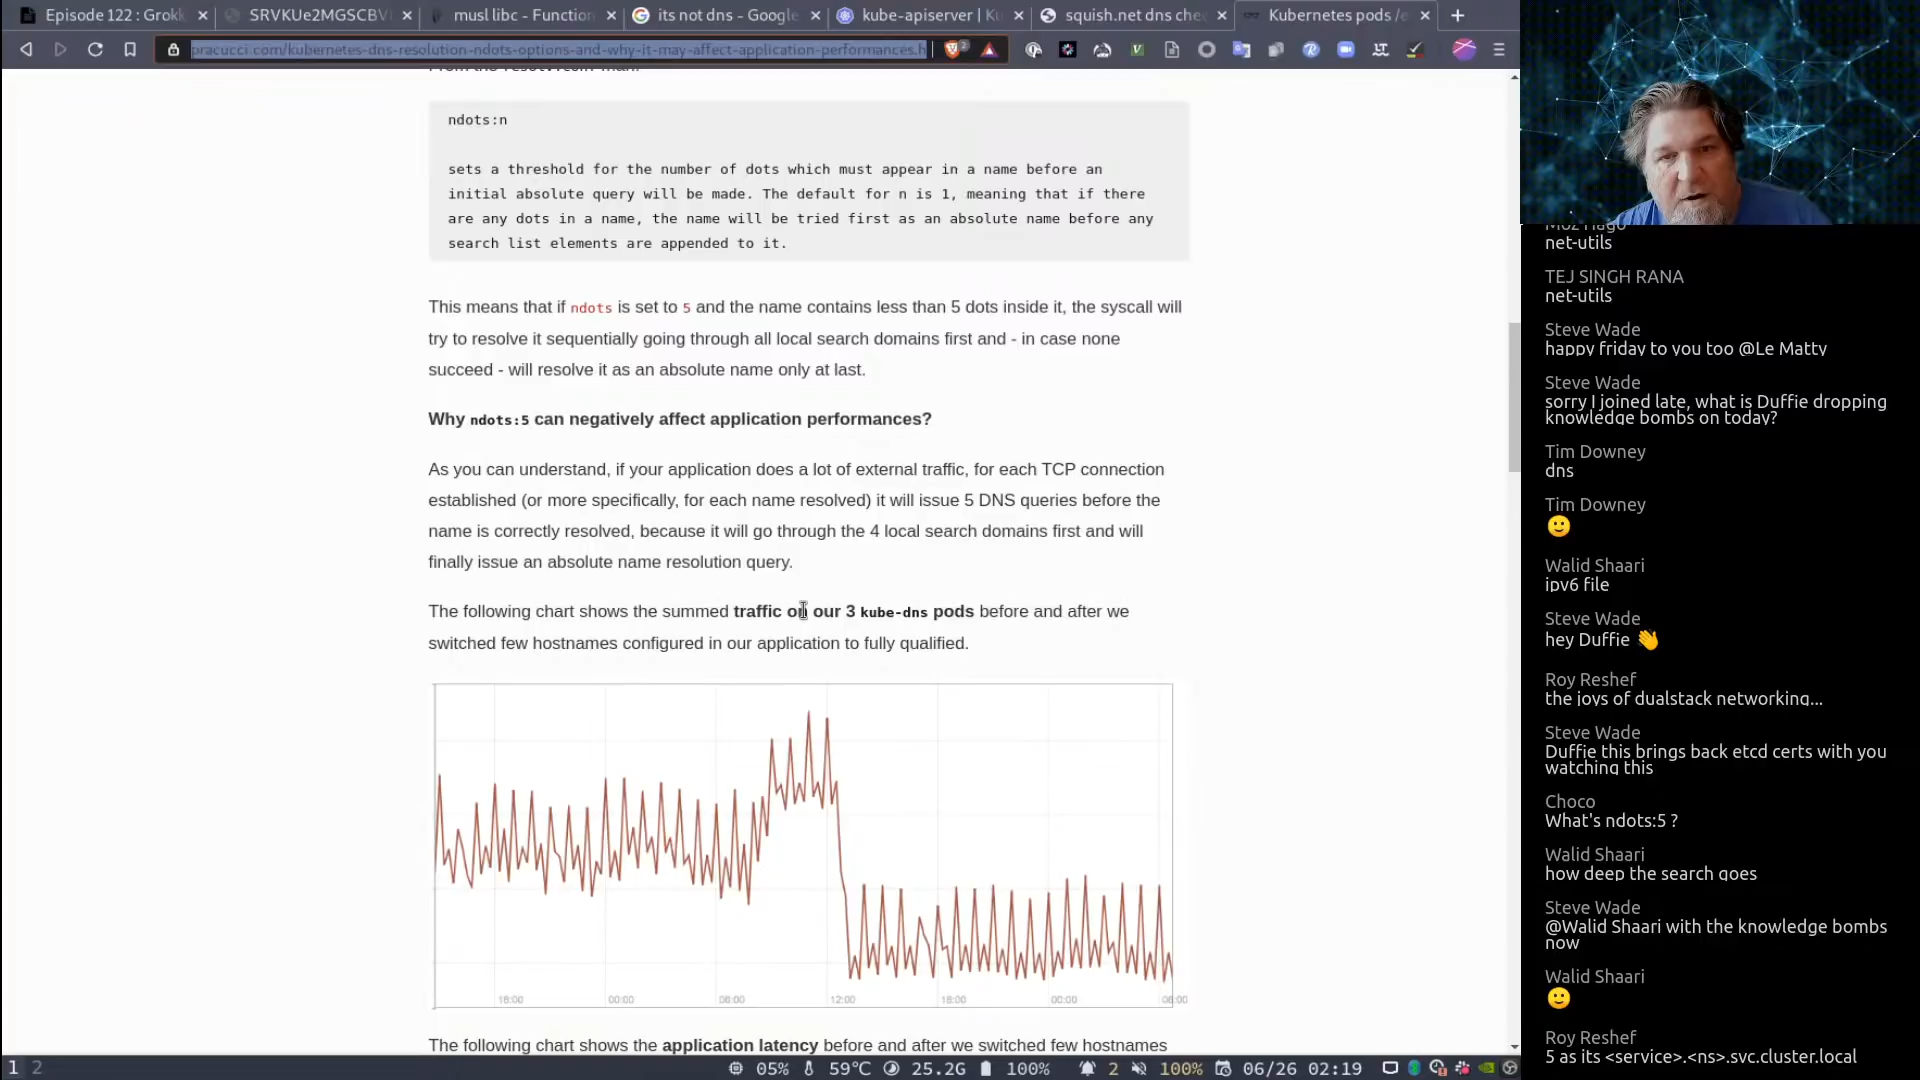 Episode 122 : Grokk
SRVKUe2MGSCBV
musl libc - Function
its not dns - Google
kube-apiserver | Ku
squish.net dns che
Kubernetes pods /e
pracucci.com/kubernetes-dns-resolution-ndots-options-and-why-it-may-affect-application-performances.h
2
ndots:n
sets a threshold for the number of dots which must appear in a name before an
initial absolute query will be made. The default for n is 1, meaning that if there
are any dots in a name, the name will be tried first as an absolute name before any
search list elements are appended to it.
This means that if ndots is set to 5 and the name contains less than 5 dots inside it, the syscall will
try to resolve it sequentially going through all local search domains first and - in case none
succeed - will resolve it as an absolute name only at last.
Why ndots:5 can negatively affect application performances?
As you can understand, if your application does a lot of external traffic, for each TCP connection
established (or more specifically, for each name resolved) it will issue 5 DNS queries before the
name is correctly resolved, because it will go through the 4 local search domains first and will
finally issue an absolute name resolution query.
The following chart shows the summed traffic on our 3 kube-dns pods before and after we
switched few hostnames configured in our application to fully qualified.
18:00 00:00 06:00 12:00 18:00 00:00 06:00
The following chart shows the application latency before and after we switched few hostnames
1 2
05% 59°C 25.2G 100% 2 100% 06/26 02:19
net-utils
TEJ SINGH RANA
net-utils
Steve Wade
happy friday to you too @Le Matty
Steve Wade
sorry I joined late, what is Duffie dropping
knowledge bombs on today?
Tim Downey
dns
Tim Downey
🙂
Walid Shaari
ipv6 file
Steve Wade
hey Duffie 👋
Roy Reshef
the joys of dualstack networking...
Steve Wade
Duffie this brings back etcd certs with you
watching this
Choco
What's ndots:5 ?
Walid Shaari
how deep the search goes
Steve Wade
@Walid Shaari with the knowledge bombs
now
Walid Shaari
🙂
Roy Reshef
5 as its <service>.<ns>.svc.cluster.local